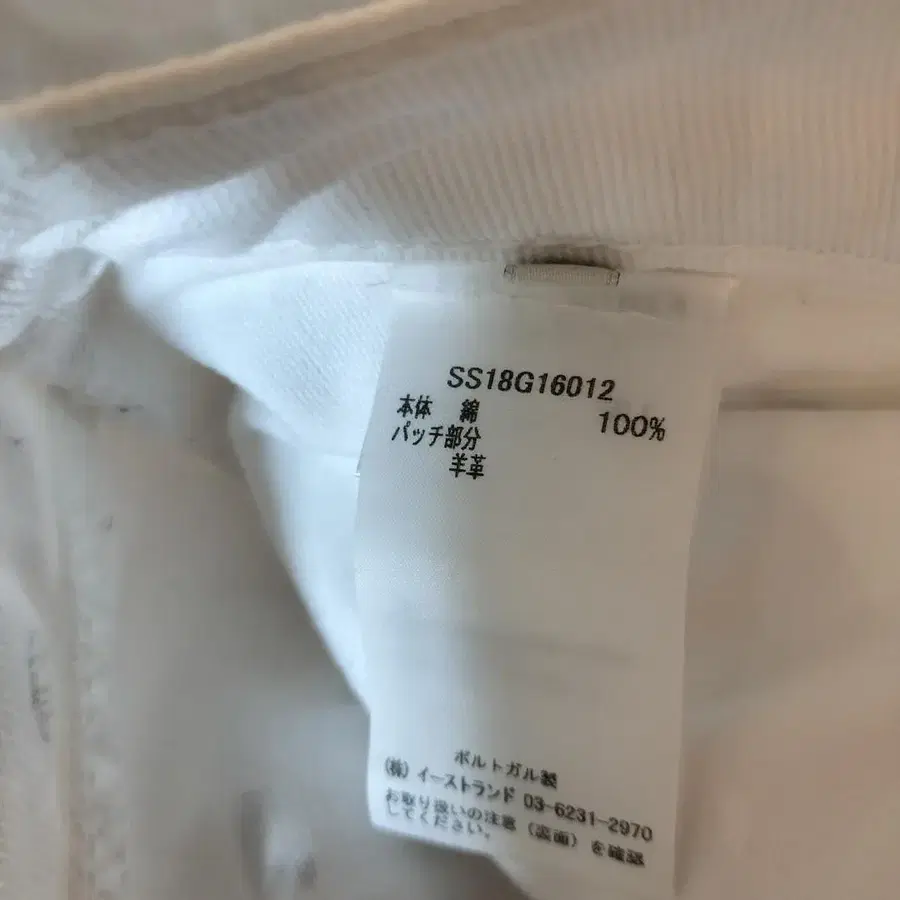 SS18G16012
本体 綿 100%
パッチ部分
羊革
ポルトガル製
(株) イーストランド 03-6231-2970
お取り扱いの注意 (裏面) を確認
してください。